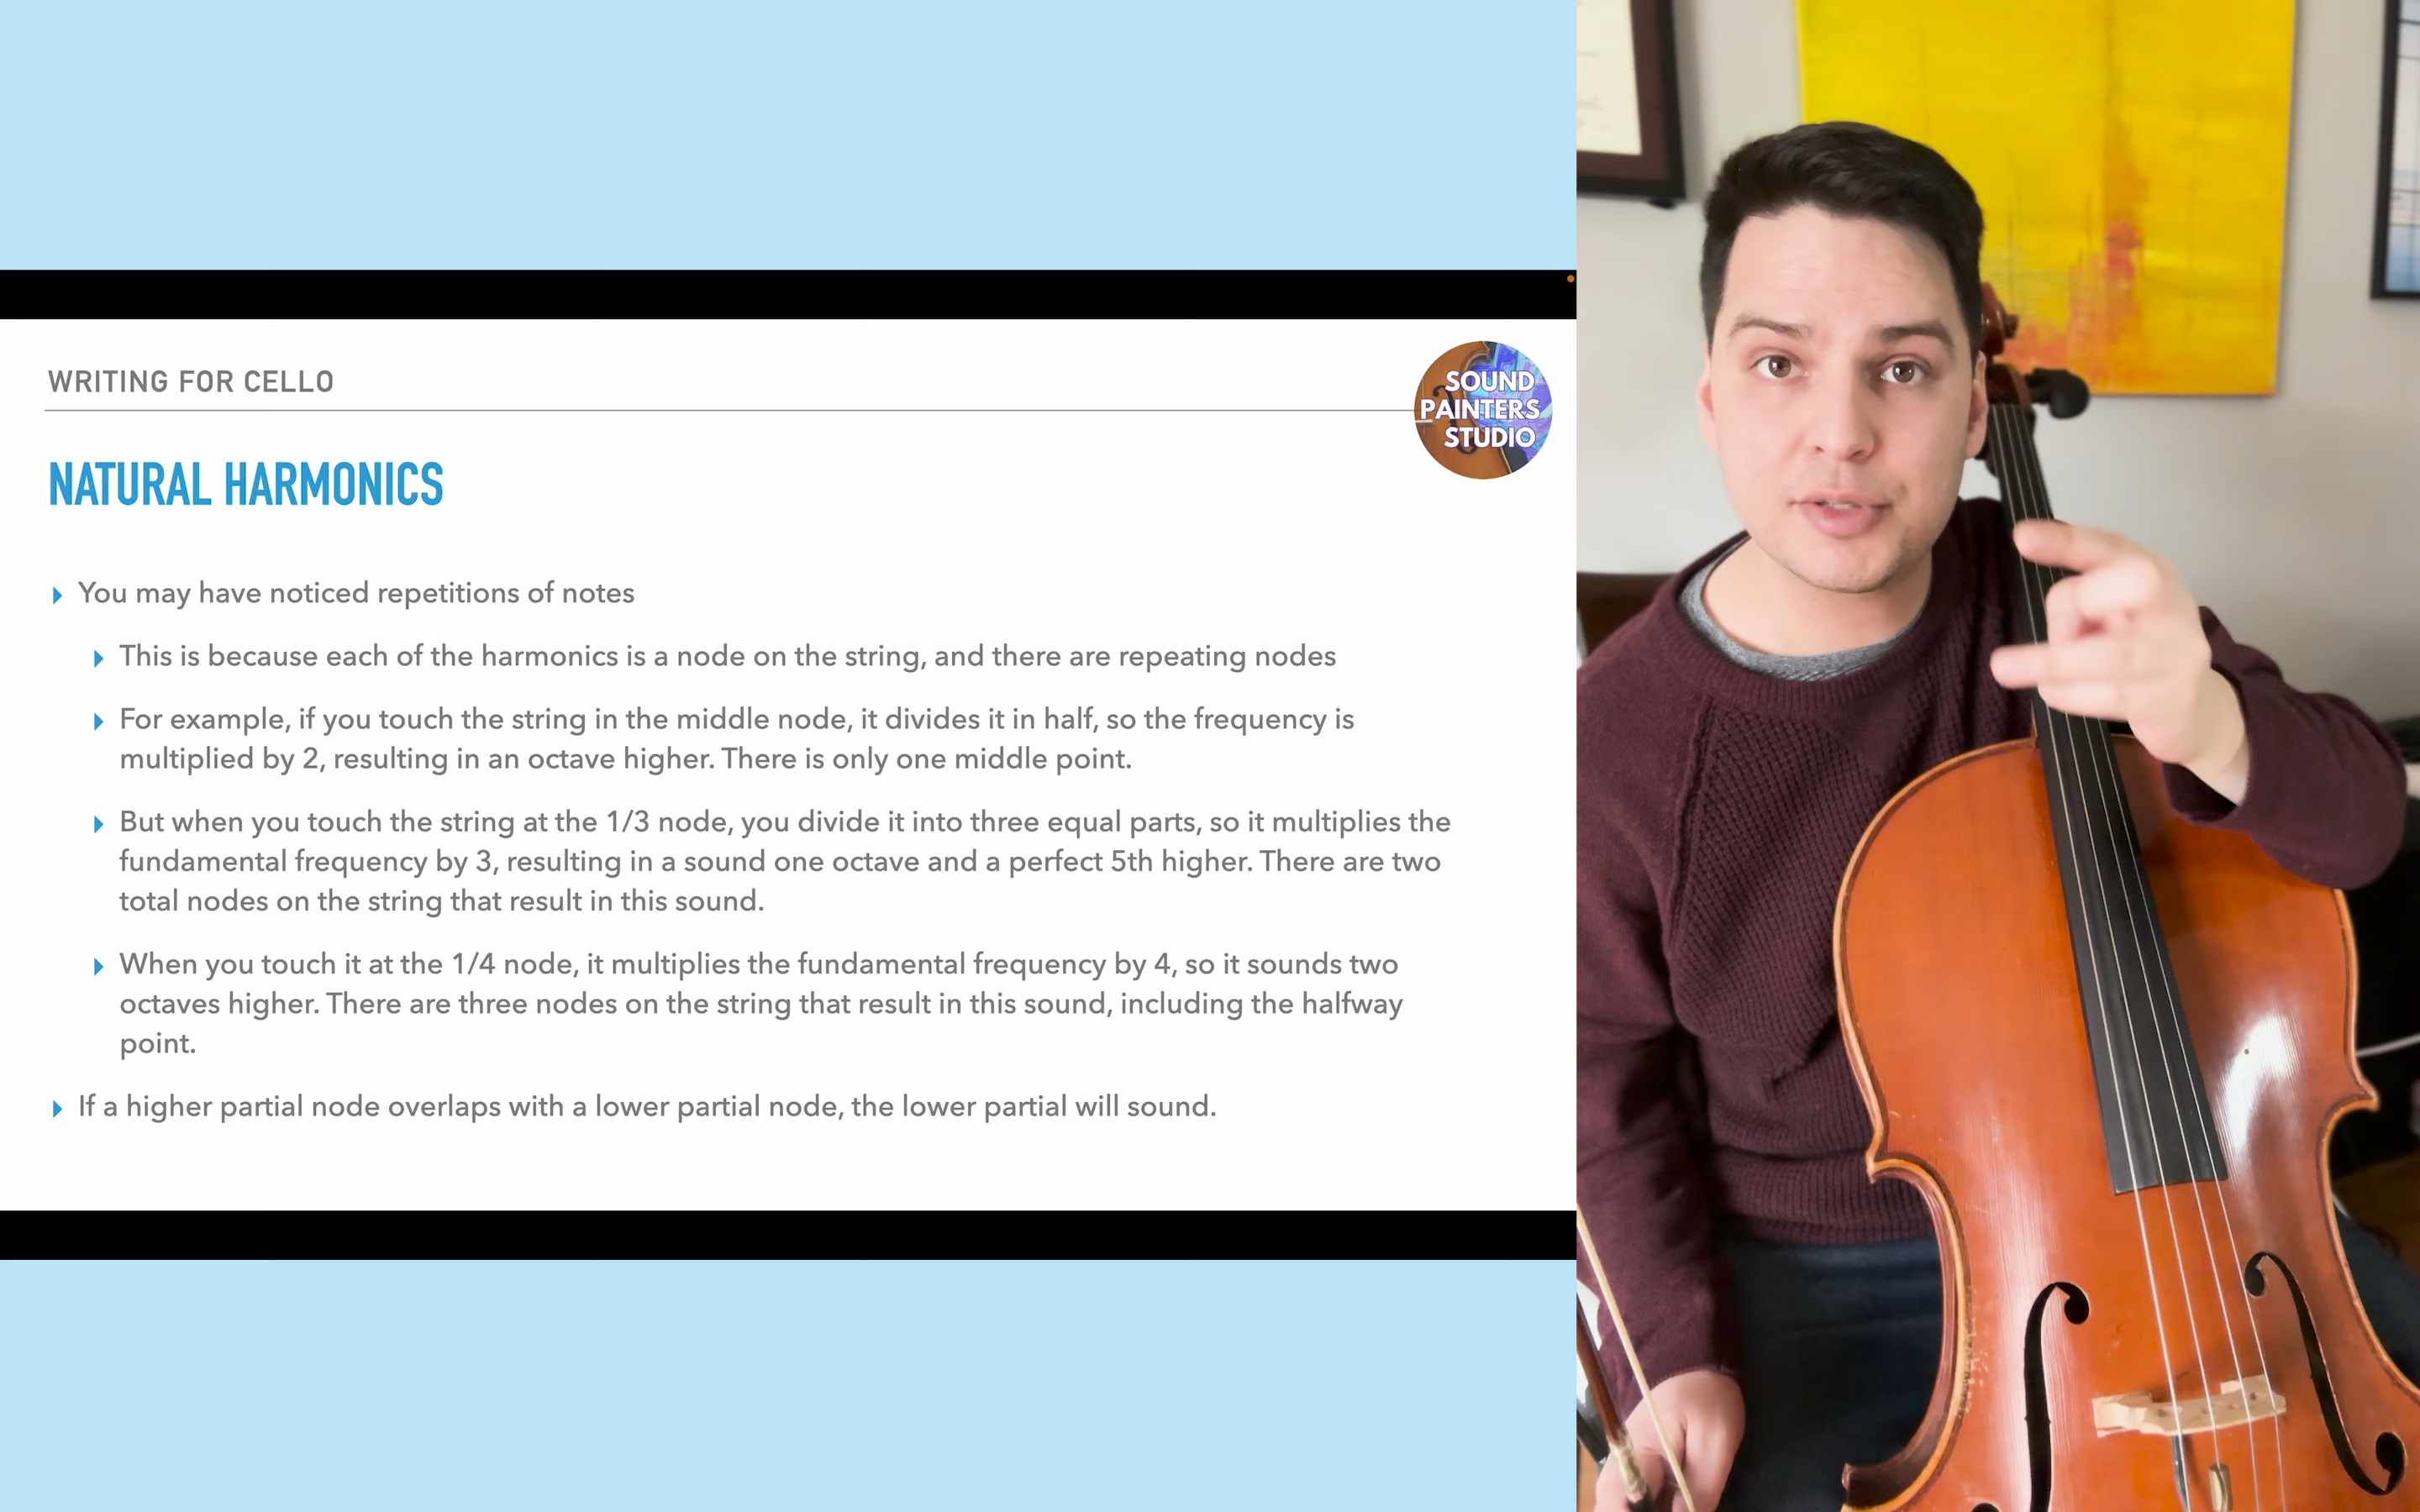 WRITING FOR CELLO
SOUND
PAINTERS
STUDIO
NATURAL HARMONICS
You may have noticed repetitions of notes
This is because each of the harmonics is a node on the string, and there are repeating nodes
For example, if you touch the string in the middle node, it divides it in half, so the frequency is
multiplied by 2, resulting in an octave higher. There is only one middle point.
But when you touch the string at the 1/3 node, you divide it into three equal parts, so it multiplies the
fundamental frequency by 3, resulting in a sound one octave and a perfect 5th higher. There are two
total nodes on the string that result in this sound.
When you touch it at the 1/4 node, it multiplies the fundamental frequency by 4, so it sounds two
octaves higher. There are three nodes on the string that result in this sound, including the halfway
point.
If a higher partial node overlaps with a lower partial node, the lower partial will sound.